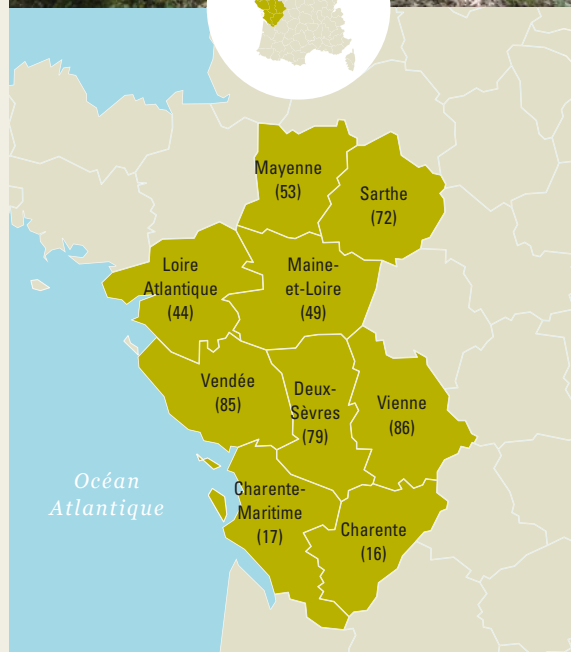 Mayenne
(53)
Sarthe
(72)
Loire
Atlantique
(44)
Maine-
et-Loire
(49)
Vendée
(85)
Deux-
Sèvres
(79)
Vienne
(86)
Océan
Atlantique
Charente-
Maritime
(17)
Charente
(16)